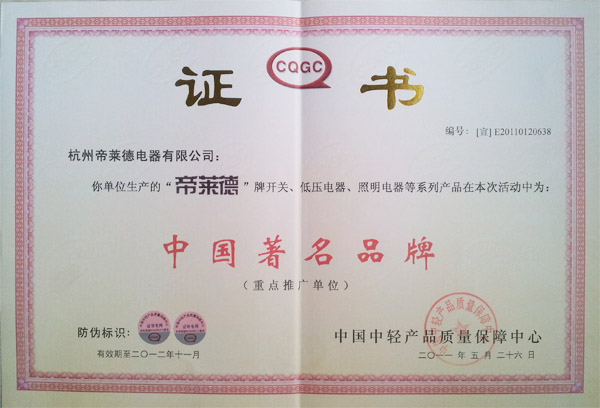 CQGC
证 书
编号: [宣] E20110120638
杭州帝莱德电器有限公司:
你单位生产的“帝莱德”牌开关、低压电器、照明电器等系列产品在本次活动中为:
中国著名品牌
(重点推广单位)
防伪标识:
有效期至二〇一二年十一月
中国中轻产品质量保障中心
二〇一一年 五月 二十六日